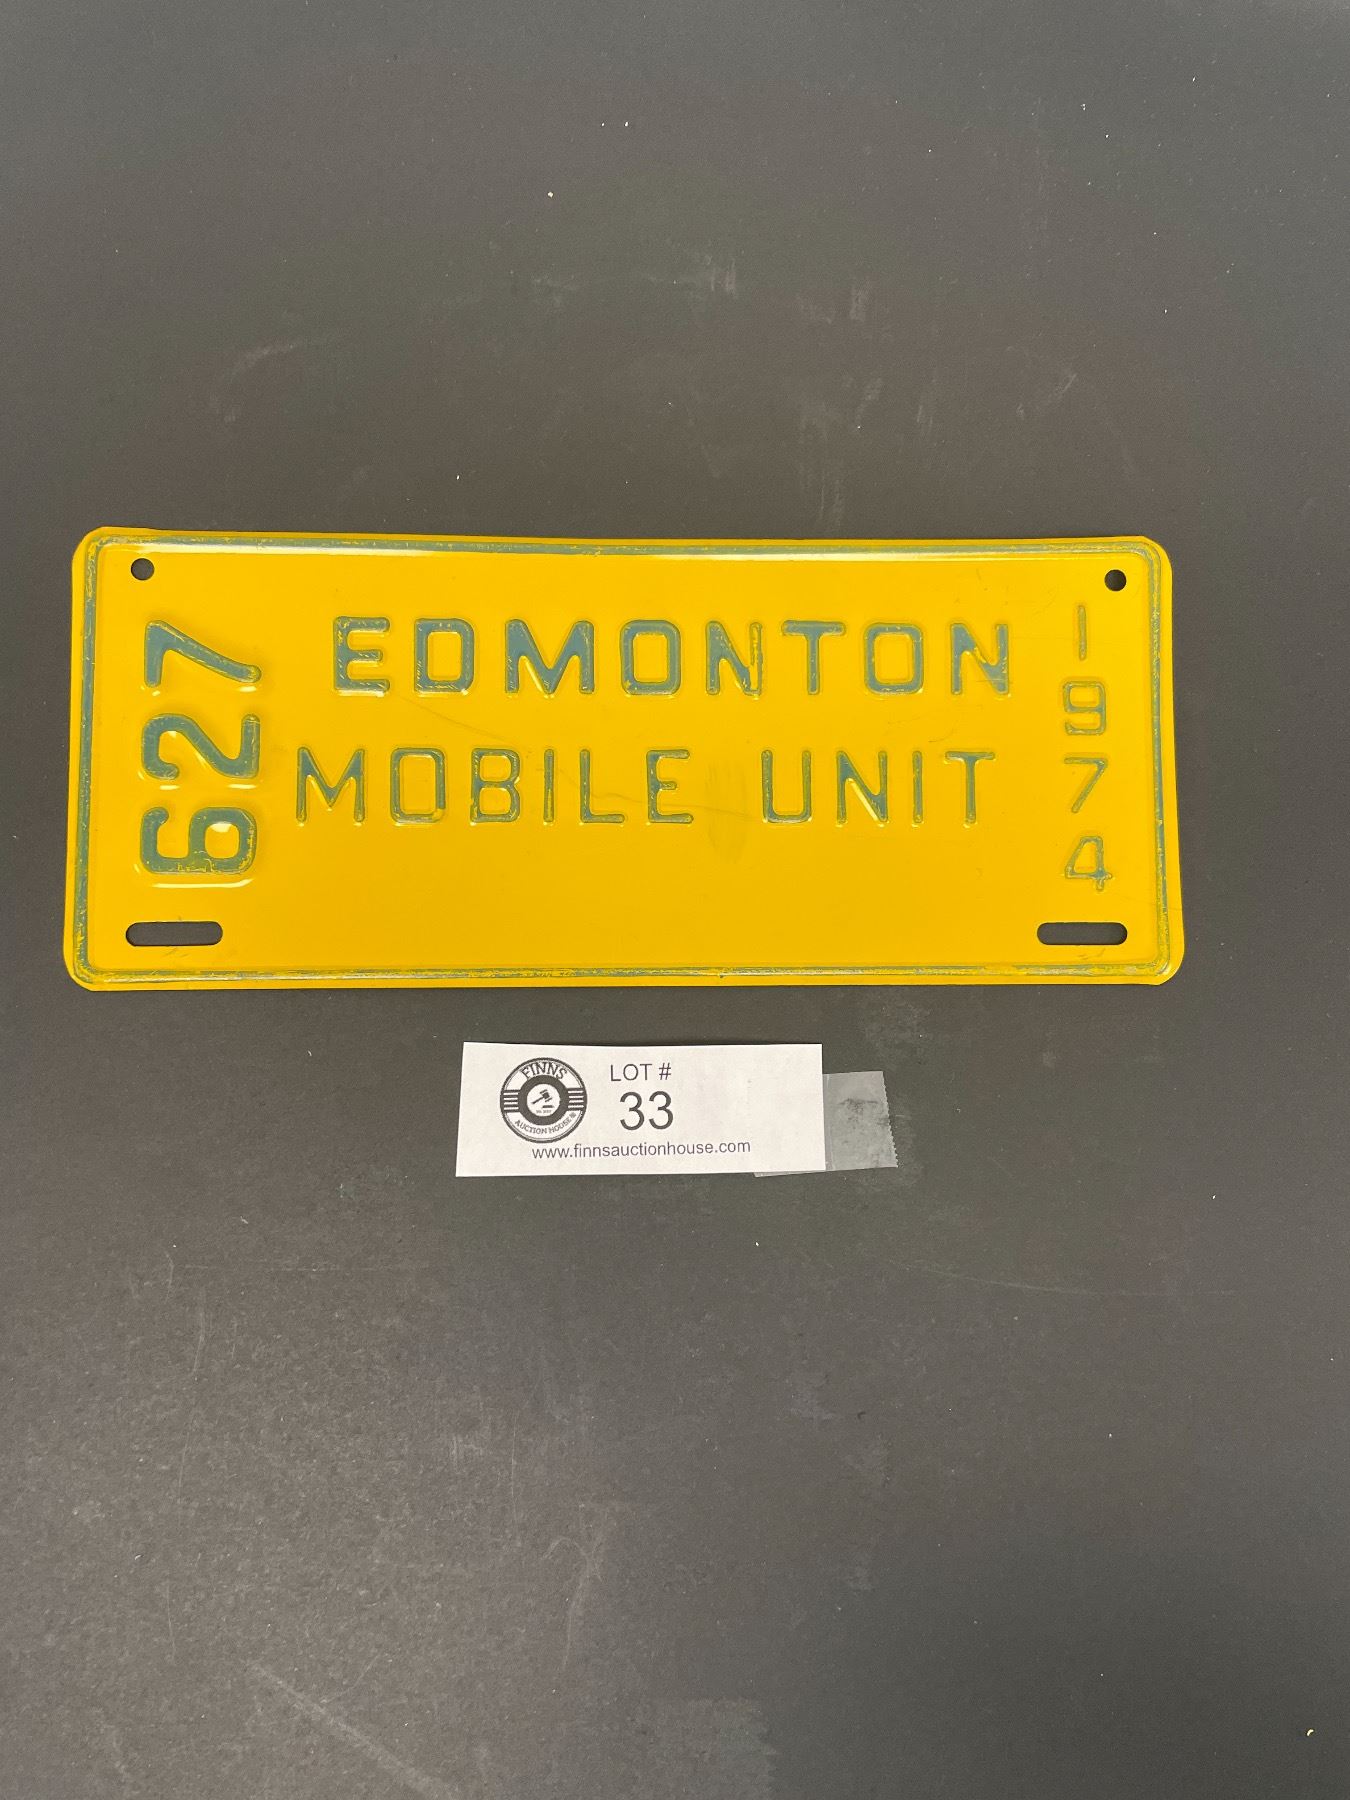 627
EDMONTON
MOBILE UNIT
1974
FINNS
AUCTION HOUSE
LOT #
33
www.finnsauctionhouse.com